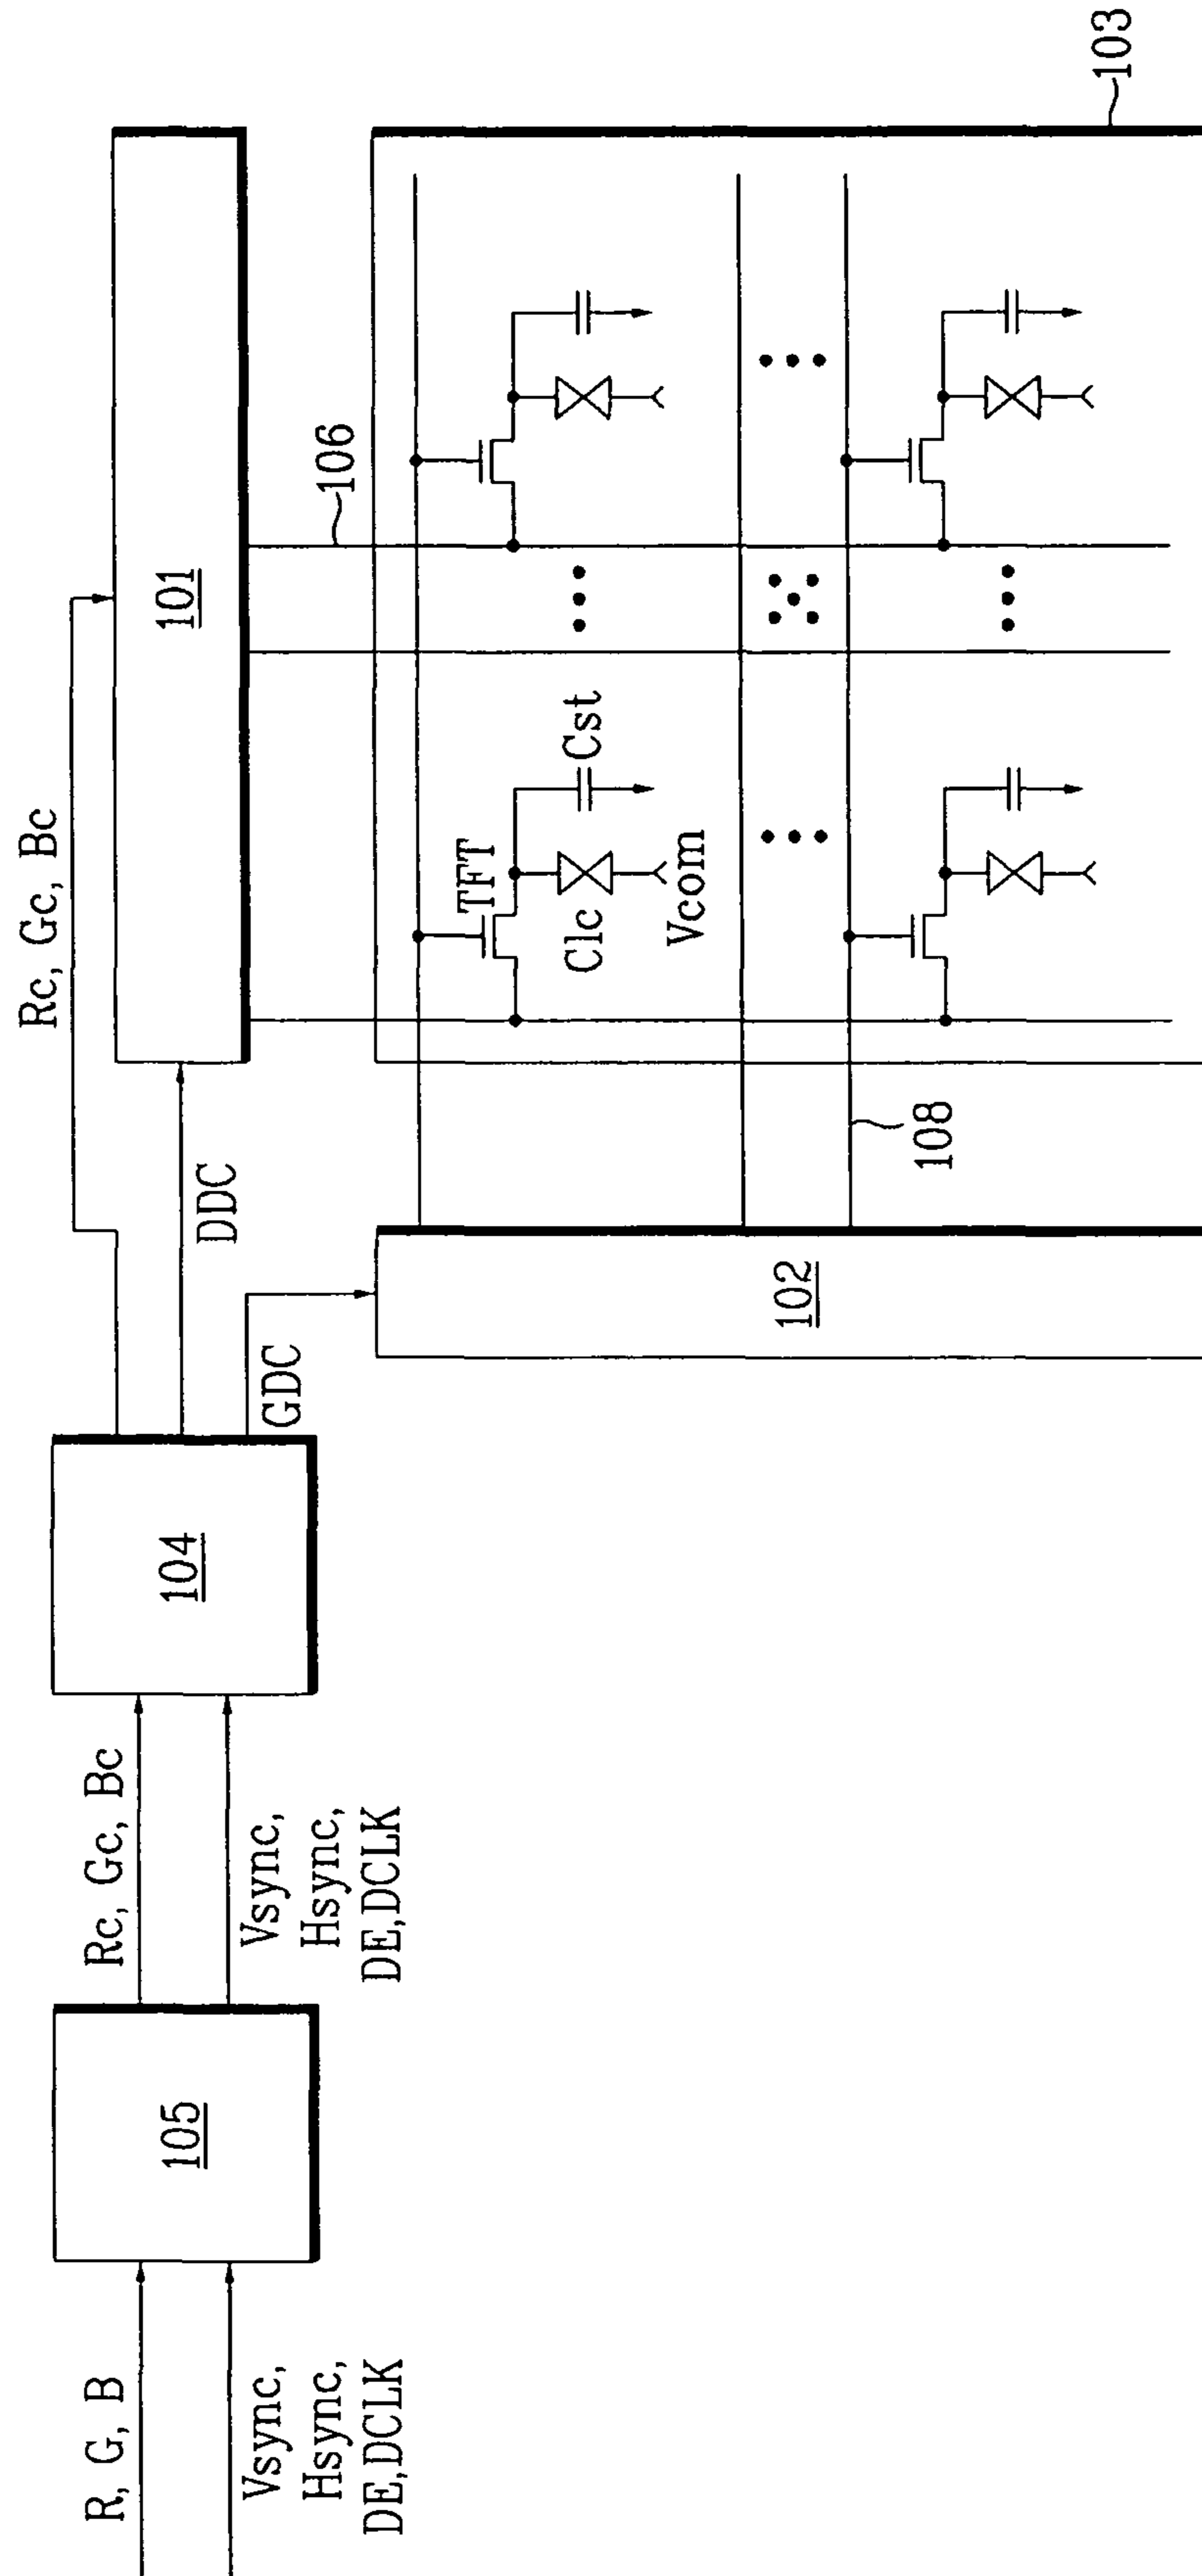 R, G, B
Vsync,
Hsync,
DE,DCLK
105
Rc, Gc, Bc
Vsync,
Hsync,
DE,DCLK
104
Rc, Gc, Bc
DDC
GDC
101
102
106
108
103
TFT
Clc
Cst
Vcom